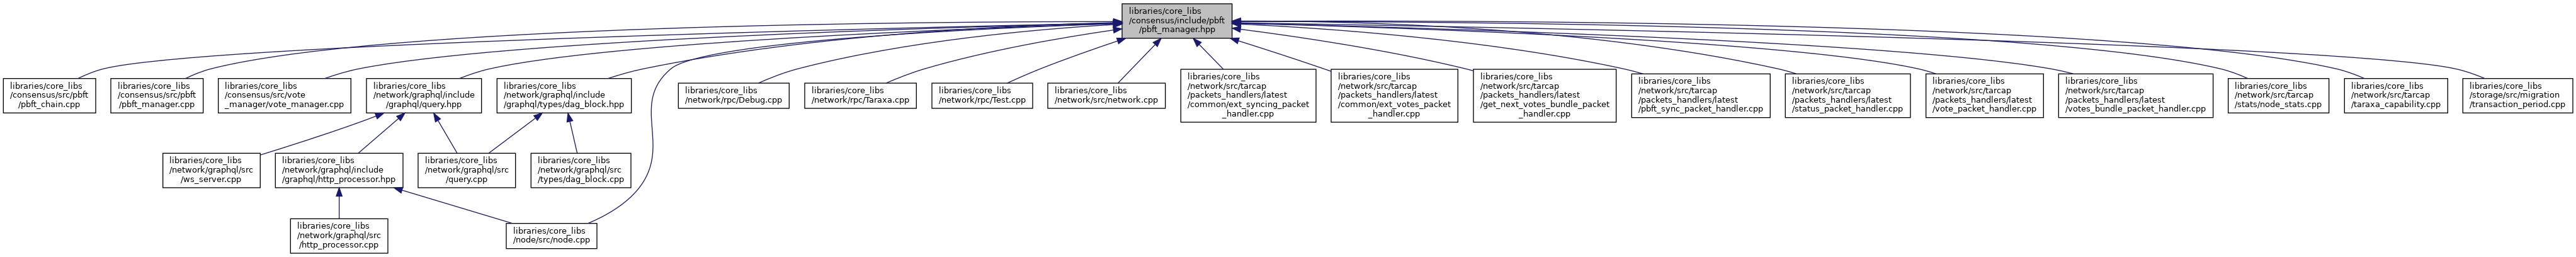 libraries/core_libs
/consensus/include/pbft
/pbft_manager.hpp
libraries/core_libs
/consensus/src/pbft
/pbft_chain.cpp
libraries/core_libs
/consensus/src/pbft
/pbft_manager.cpp
libraries/core_libs
/consensus/src/vote
_manager/vote_manager.cpp
libraries/core_libs
/network/graphql/include
/graphql/query.hpp
libraries/core_libs
/network/graphql/include
/graphql/types/dag_block.hpp
libraries/core_libs
/network/rpc/Debug.cpp
libraries/core_libs
/network/rpc/Taraxa.cpp
libraries/core_libs
/network/rpc/Test.cpp
libraries/core_libs
/network/src/network.cpp
libraries/core_libs
/network/src/tarcap
/packets_handlers/latest
/common/ext_syncing_packet
_handler.cpp
libraries/core_libs
/network/src/tarcap
/packets_handlers/latest
/common/ext_votes_packet
_handler.cpp
libraries/core_libs
/network/src/tarcap
/packets_handlers/latest
/get_next_votes_bundle_packet
_handler.cpp
libraries/core_libs
/network/src/tarcap
/packets_handlers/latest
/pbft_sync_packet_handler.cpp
libraries/core_libs
/network/src/tarcap
/packets_handlers/latest
/status_packet_handler.cpp
libraries/core_libs
/network/src/tarcap
/packets_handlers/latest
/vote_packet_handler.cpp
libraries/core_libs
/network/src/tarcap
/packets_handlers/latest
/votes_bundle_packet_handler.cpp
libraries/core_libs
/network/src/tarcap
/stats/node_stats.cpp
libraries/core_libs
/network/src/tarcap
/taraxa_capability.cpp
libraries/core_libs
/storage/src/migration
/transaction_period.cpp
libraries/core_libs
/network/graphql/src
/ws_server.cpp
libraries/core_libs
/network/graphql/include
/graphql/http_processor.hpp
libraries/core_libs
/network/graphql/src
/query.cpp
libraries/core_libs
/network/graphql/src
/types/dag_block.cpp
libraries/core_libs
/network/graphql/src
/http_processor.cpp
libraries/core_libs
/node/src/node.cpp